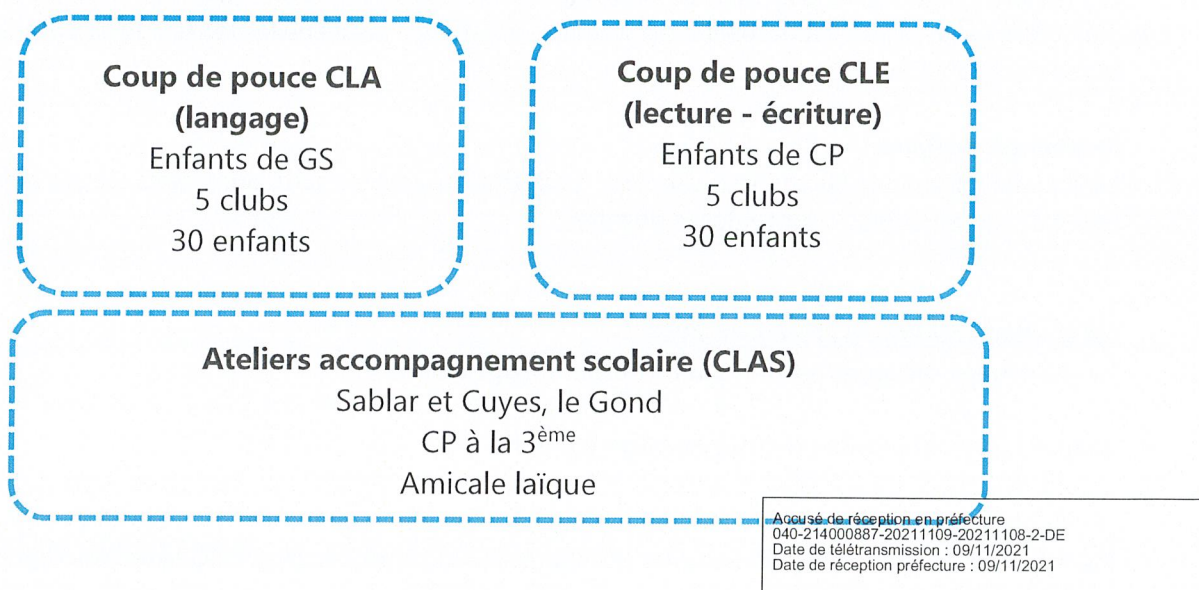 Coup de pouce CLA
(langage)
Enfants de GS
5 clubs
30 enfants
Coup de pouce CLE
(lecture - écriture)
Enfants de CP
5 clubs
30 enfants
Ateliers accompagnement scolaire (CLAS)
Sablar et Cuyes, le Gond
CP à la 3ème
Amicale laïque
Accusé de réception en préfecture
040-214000887-20211109-20211108-2-DE
Date de télétransmission : 09/11/2021
Date de réception préfecture : 09/11/2021